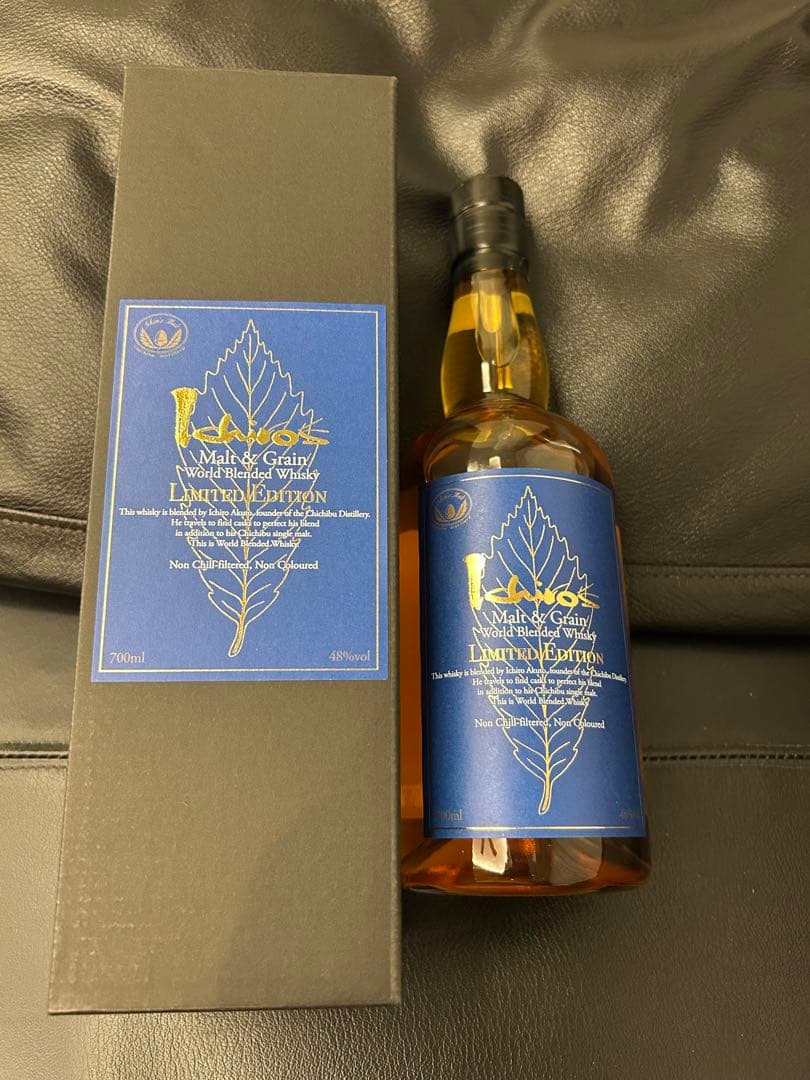 Ichiro's Malt
Ichiro's
Malt & Grain
World Blended Whisky
LIMITED EDITION
This whisky is blended by Ichiro Akuto, founder of the Chichibu Distillery.
He travels to find casks to perfect his blend
in addition to his Chichibu single malt.
This is World Blended Whisky.
Non Chill-filtered, Non Coloured
700ml
48%vol
Ichiro's
Malt & Grain
World Blended Whisky
LIMITED EDITION
This whisky is blended by Ichiro Akuto, founder of the Chichibu Distillery.
He travels to find casks to perfect his blend
in addition to his Chichibu single malt.
This is World Blended Whisky.
Non Chill-filtered, Non Coloured
700ml